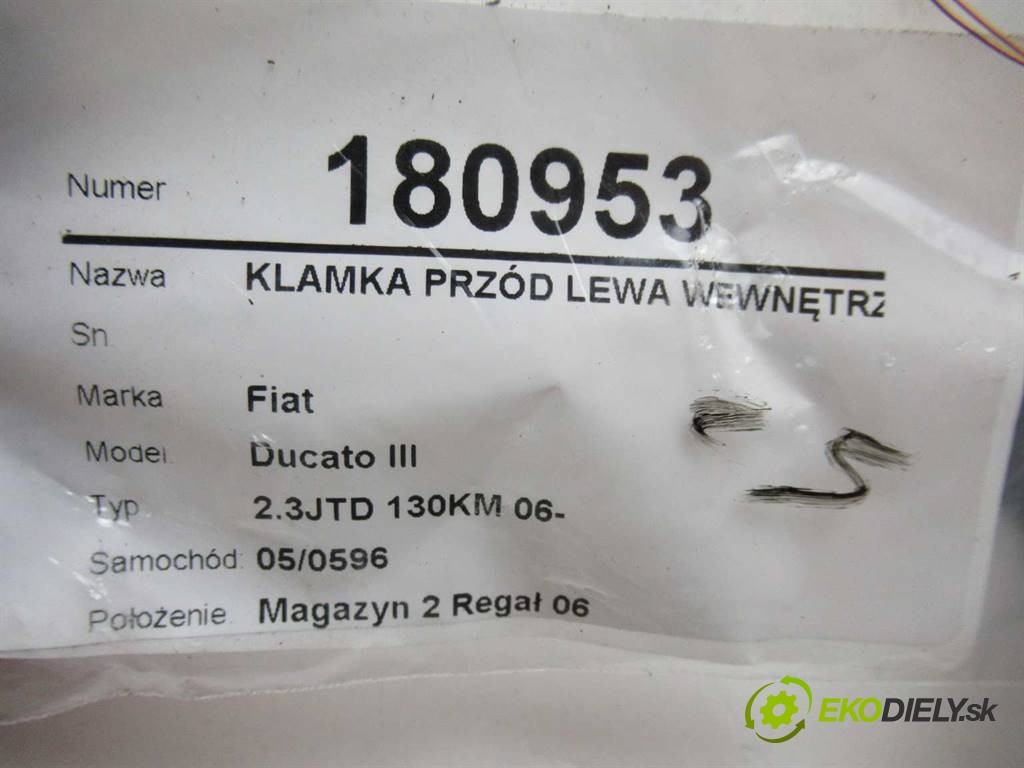 Numer 180953
Nazwa KLAMKA PRZÓD LEWA WEWNĘTRZ
Sn
Marka Fiat
Model Ducato III
Typ 2.3JTD 130KM 06-
Samochód: 05/0596
Położenie Magazyn 2 Regał 06
EKODIELY.sk